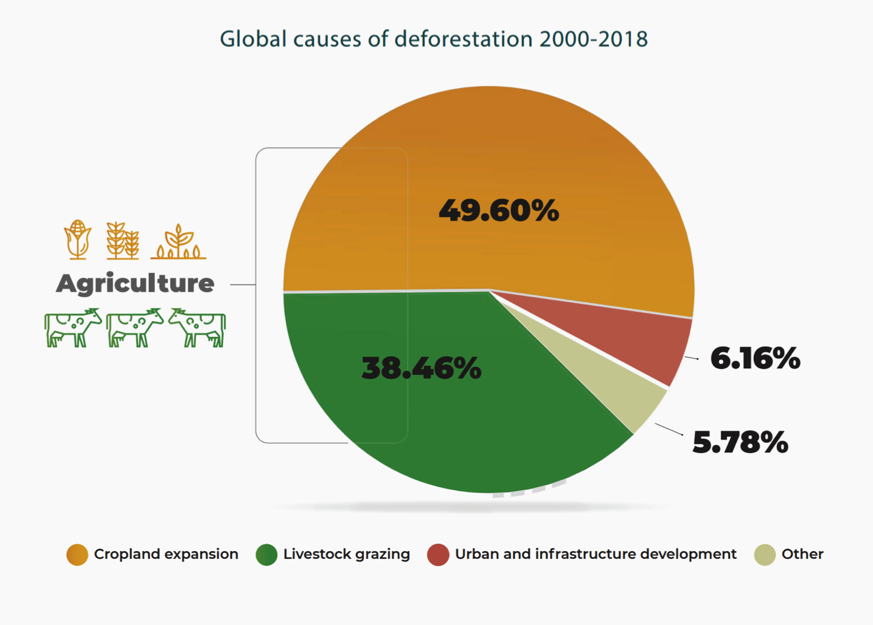 Global causes of deforestation 2000-2018
49.60%
Agriculture
38.46%
6.16%
5.78%
Cropland expansion
Livestock grazing
Urban and infrastructure development
Other